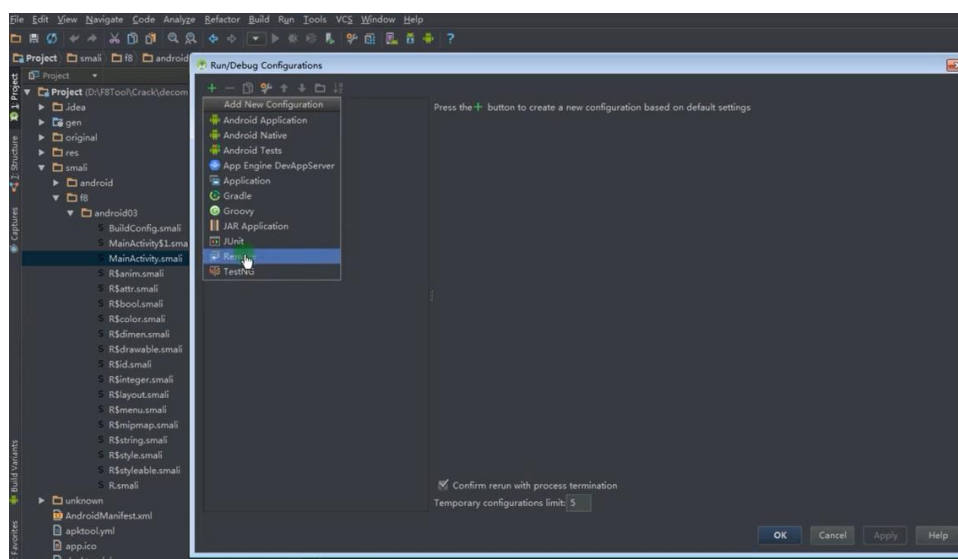 File Edit View Navigate Code Analyze Refactor Build Run Tools VCS Window Help
Project smali f8 android
Run/Debug Configurations
1: Project
Project
Project (D:\F8Tool\Crack\decom
.idea
gen
original
res
smali
android
f8
android03
BuildConfig.smali
MainActivity$1.sma
MainActivity.smali
R$anim.smali
R$attr.smali
R$bool.smali
R$color.smali
R$dimen.smali
R$drawable.smali
R$id.smali
R$integer.smali
R$layout.smali
R$menu.smali
R$mipmap.smali
R$string.smali
R$style.smali
R$styleable.smali
R.smali
unknown
AndroidManifest.xml
apktool.yml
app.ico
Z: Structure
Captures
Build Variants
Favorites
Add New Configuration
Android Application
Android Native
Android Tests
App Engine DevAppServer
Application
Gradle
Groovy
JAR Application
JUnit
TestNG
Press the + button to create a new configuration based on default settings
Confirm rerun with process termination
Temporary configurations limit: 5
OK Cancel Apply Help